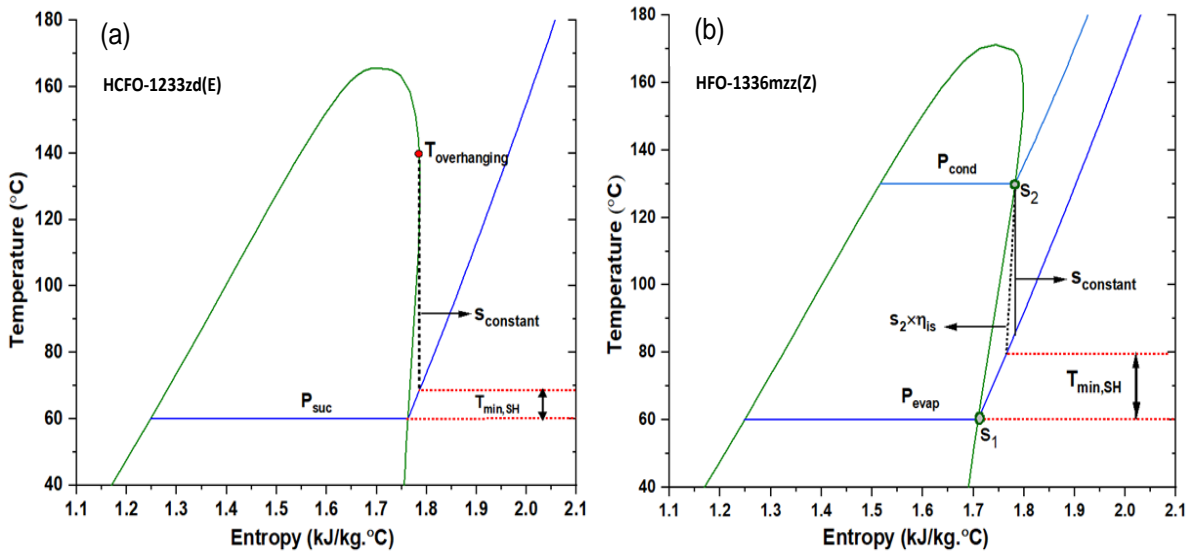 (a)
HCFO-1233zd(E)
Temperature (°C)
180
160
140
120
100
80
60
40
T_overhanging
s_constant
P_suc
T_min,SH
1.1 1.2 1.3 1.4 1.5 1.6 1.7 1.8 1.9 2.0 2.1
Entropy (kJ/kg.°C)
(b)
HFO-1336mzz(Z)
Temperature (°C)
180
160
140
120
100
80
60
40
P_cond
S_2
s_constant
s_2×η_is
T_min,SH
P_evap
S_1
1.1 1.2 1.3 1.4 1.5 1.6 1.7 1.8 1.9 2.0 2.1
Entropy (kJ/kg.°C)